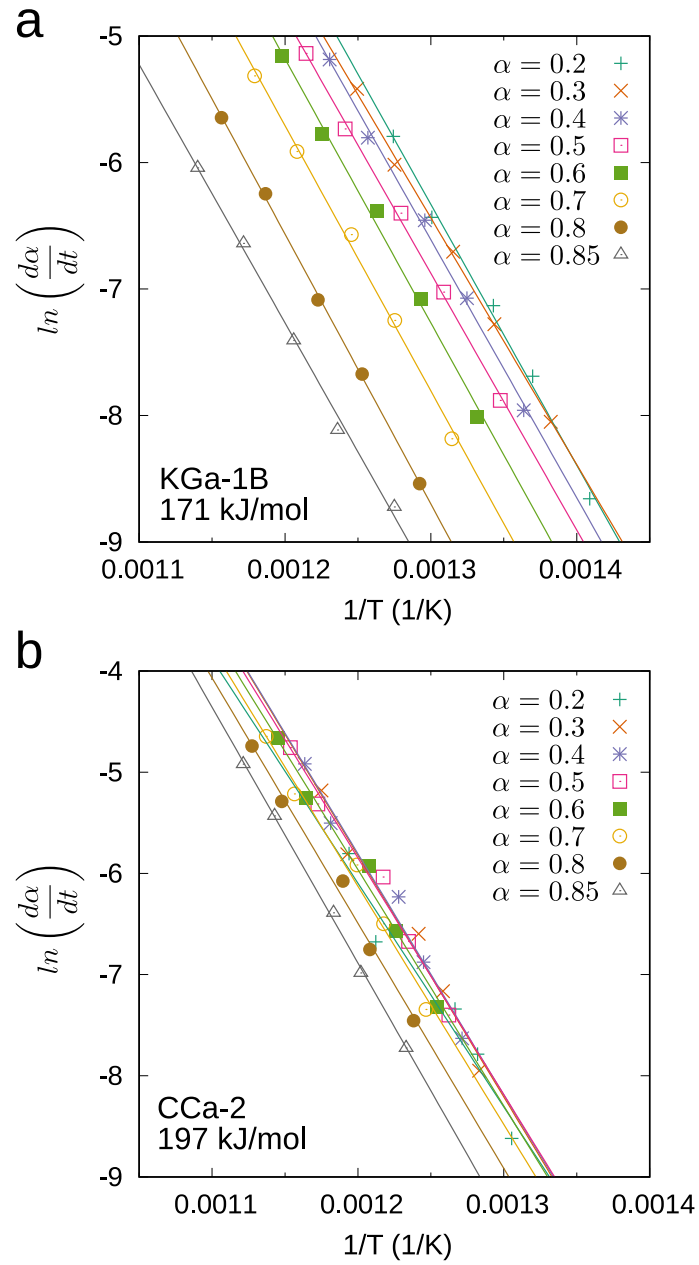 a
-5
-6
-7
-8
-9
ln (dα/dt)
α = 0.2
α = 0.3
α = 0.4
α = 0.5
α = 0.6
α = 0.7
α = 0.8
α = 0.85
KGa-1B
171 kJ/mol
0.0011 0.0012 0.0013 0.0014
1/T (1/K)
b
-4
-5
-6
-7
-8
-9
ln (dα/dt)
α = 0.2
α = 0.3
α = 0.4
α = 0.5
α = 0.6
α = 0.7
α = 0.8
α = 0.85
CCa-2
197 kJ/mol
0.0011 0.0012 0.0013 0.0014
1/T (1/K)